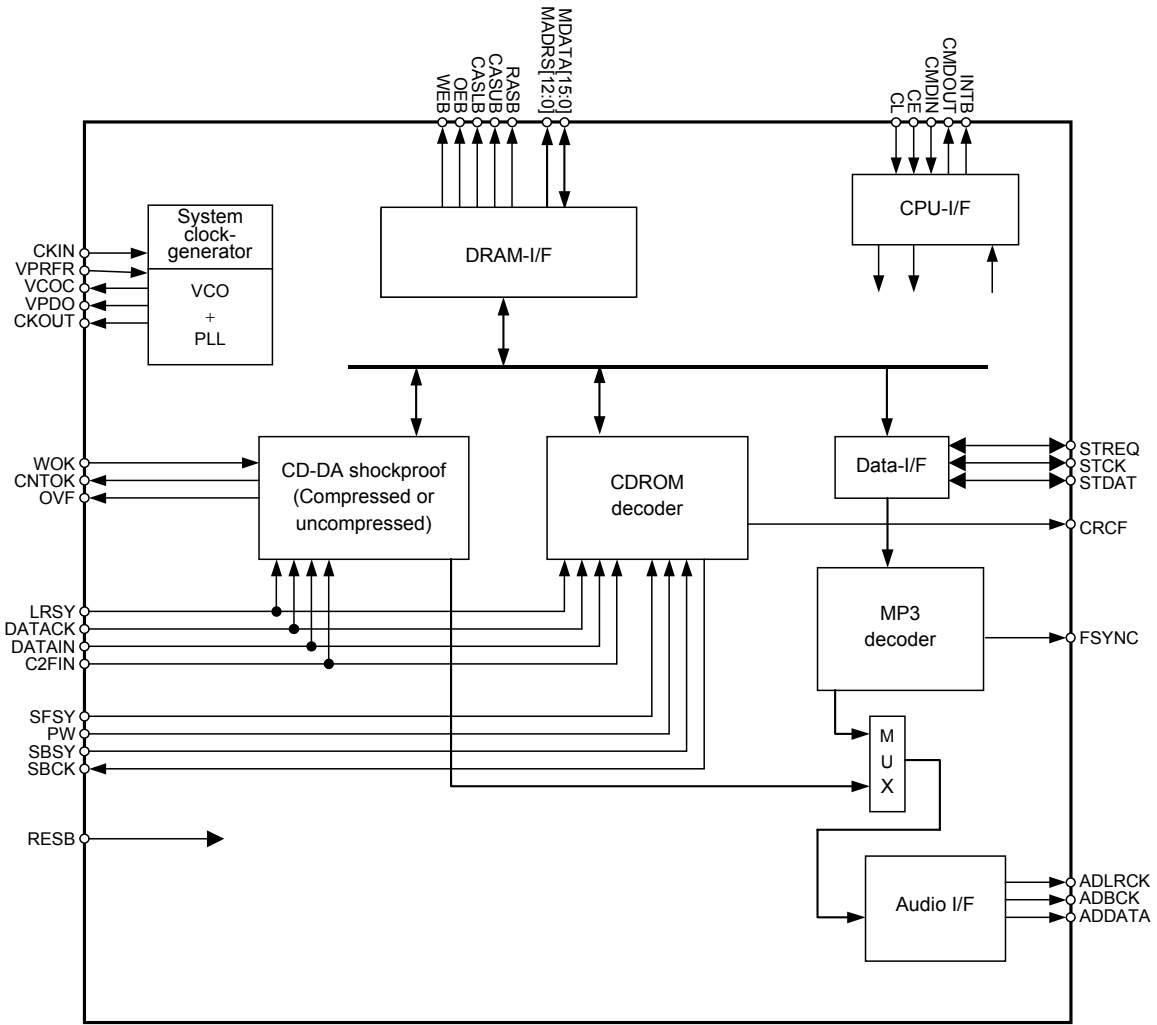 WEB
OEB
CASLB
CASUB
RASB
MADRS[12:0]
MDATA[15:0]
CL
CE
CMDIN
CMDOUT
INTB
System
clock-
generator
VCO
+
PLL
DRAM-I/F
CPU-I/F
CKIN
VPRFR
VCOC
VPDO
CKOUT
WOK
CNTOK
OVF
CD-DA shockproof
(Compressed or
uncompressed)
CDROM
decoder
Data-I/F
STREQ
STCK
STDAT
CRCF
LRSY
DATACK
DATAIN
C2FIN
MP3
decoder
FSYNC
SFSY
PW
SBSY
SBCK
M
U
X
RESB
Audio I/F
ADLRCK
ADBCK
ADDATA